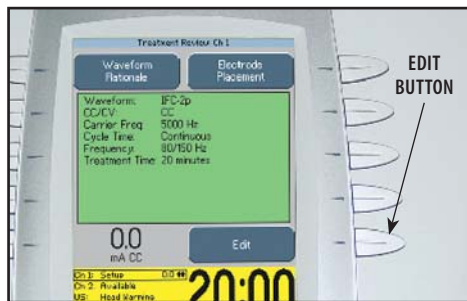 Treatment Review Ch 1
Waveform Rationale
Electrode Placement
Waveform: IFC-2p
CC/CV: CC
Carrier Freq: 5000 Hz
Cycle Time: Continuous
Frequency: 80/150 Hz
Treatment Time: 20 minutes
0.0
mA CC
Edit
Ch 1: Setup 0.0
Ch 2: Available
US: Head Warming
20:00
EDIT
BUTTON